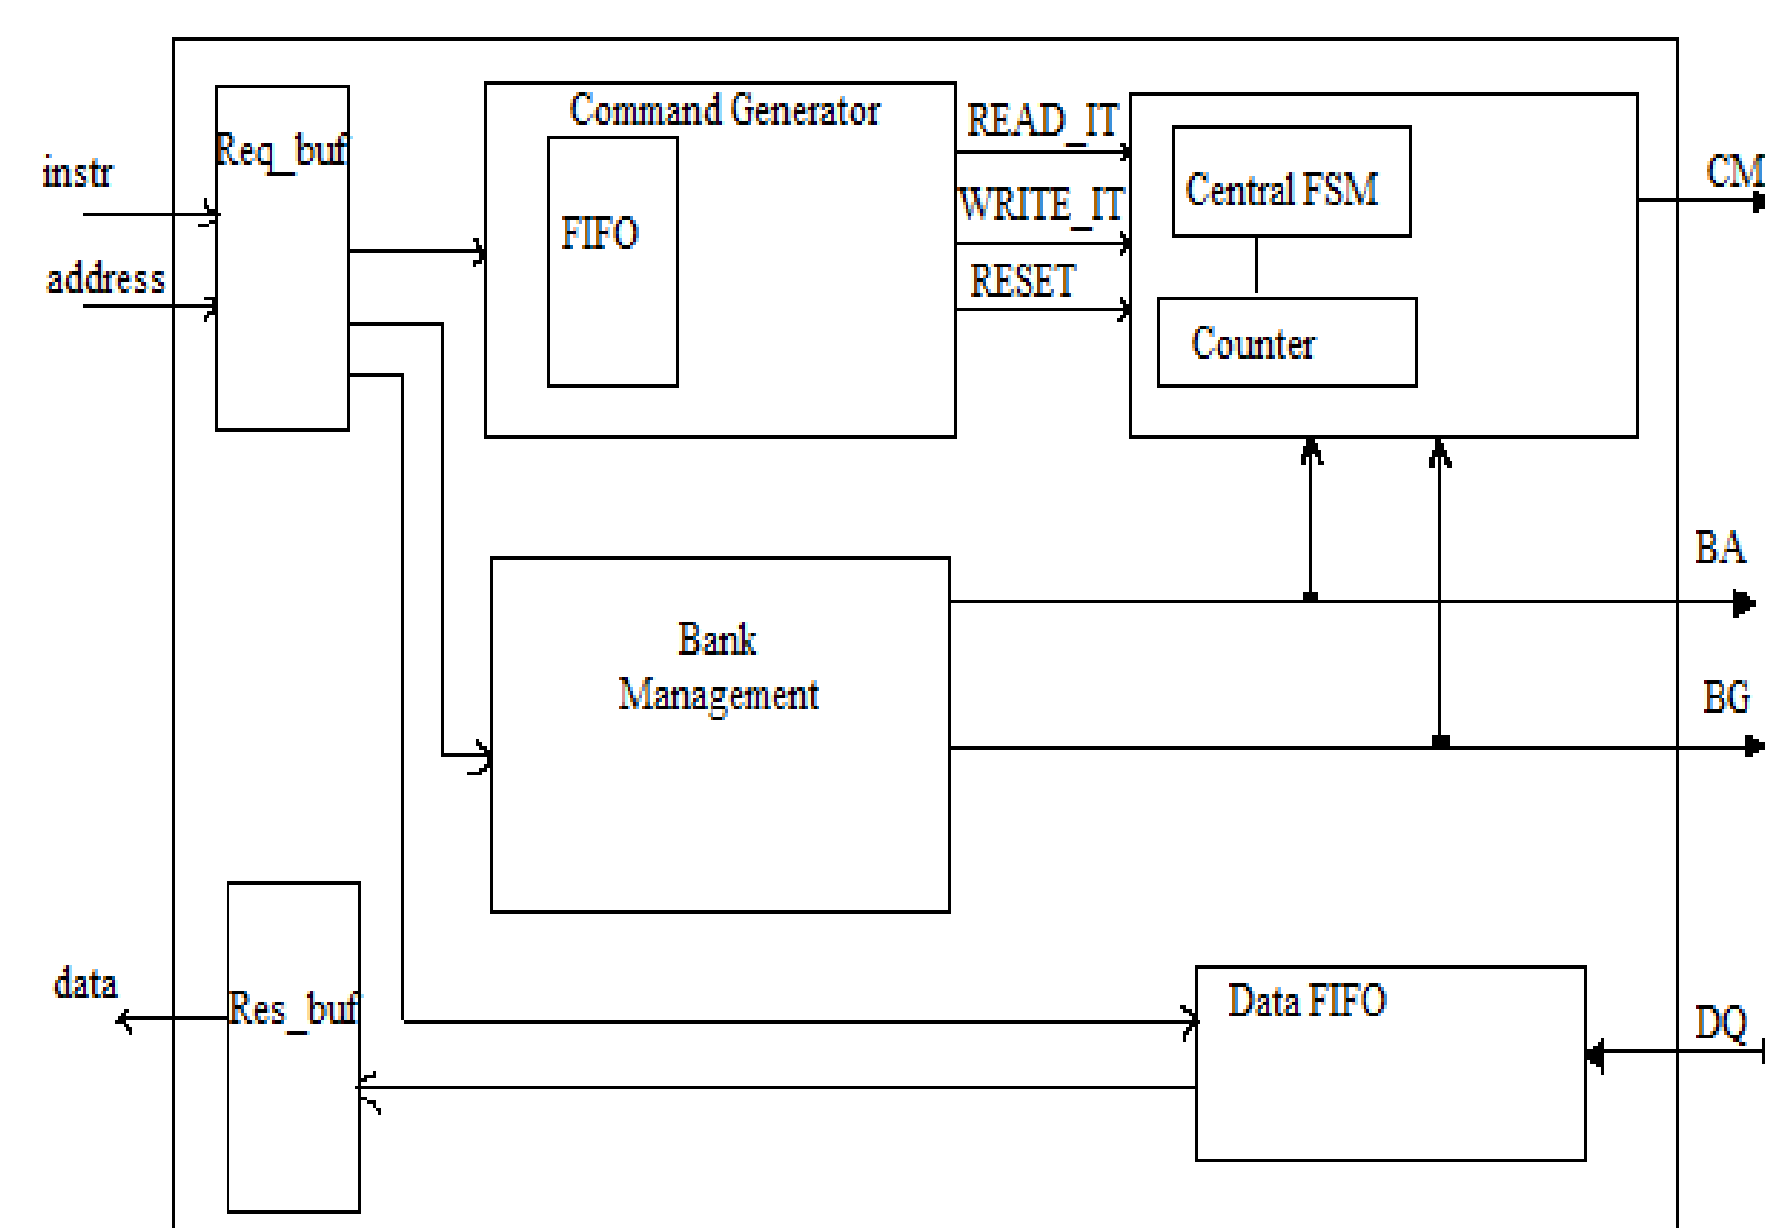 Command Generator
READ_IT
Req_buf
instr
CM
Central FSM
WRITE_IT
FIFO
address
RESET
Counter
BA
Bank
Management
BG
data
Res_buf
Data FIFO
DQ